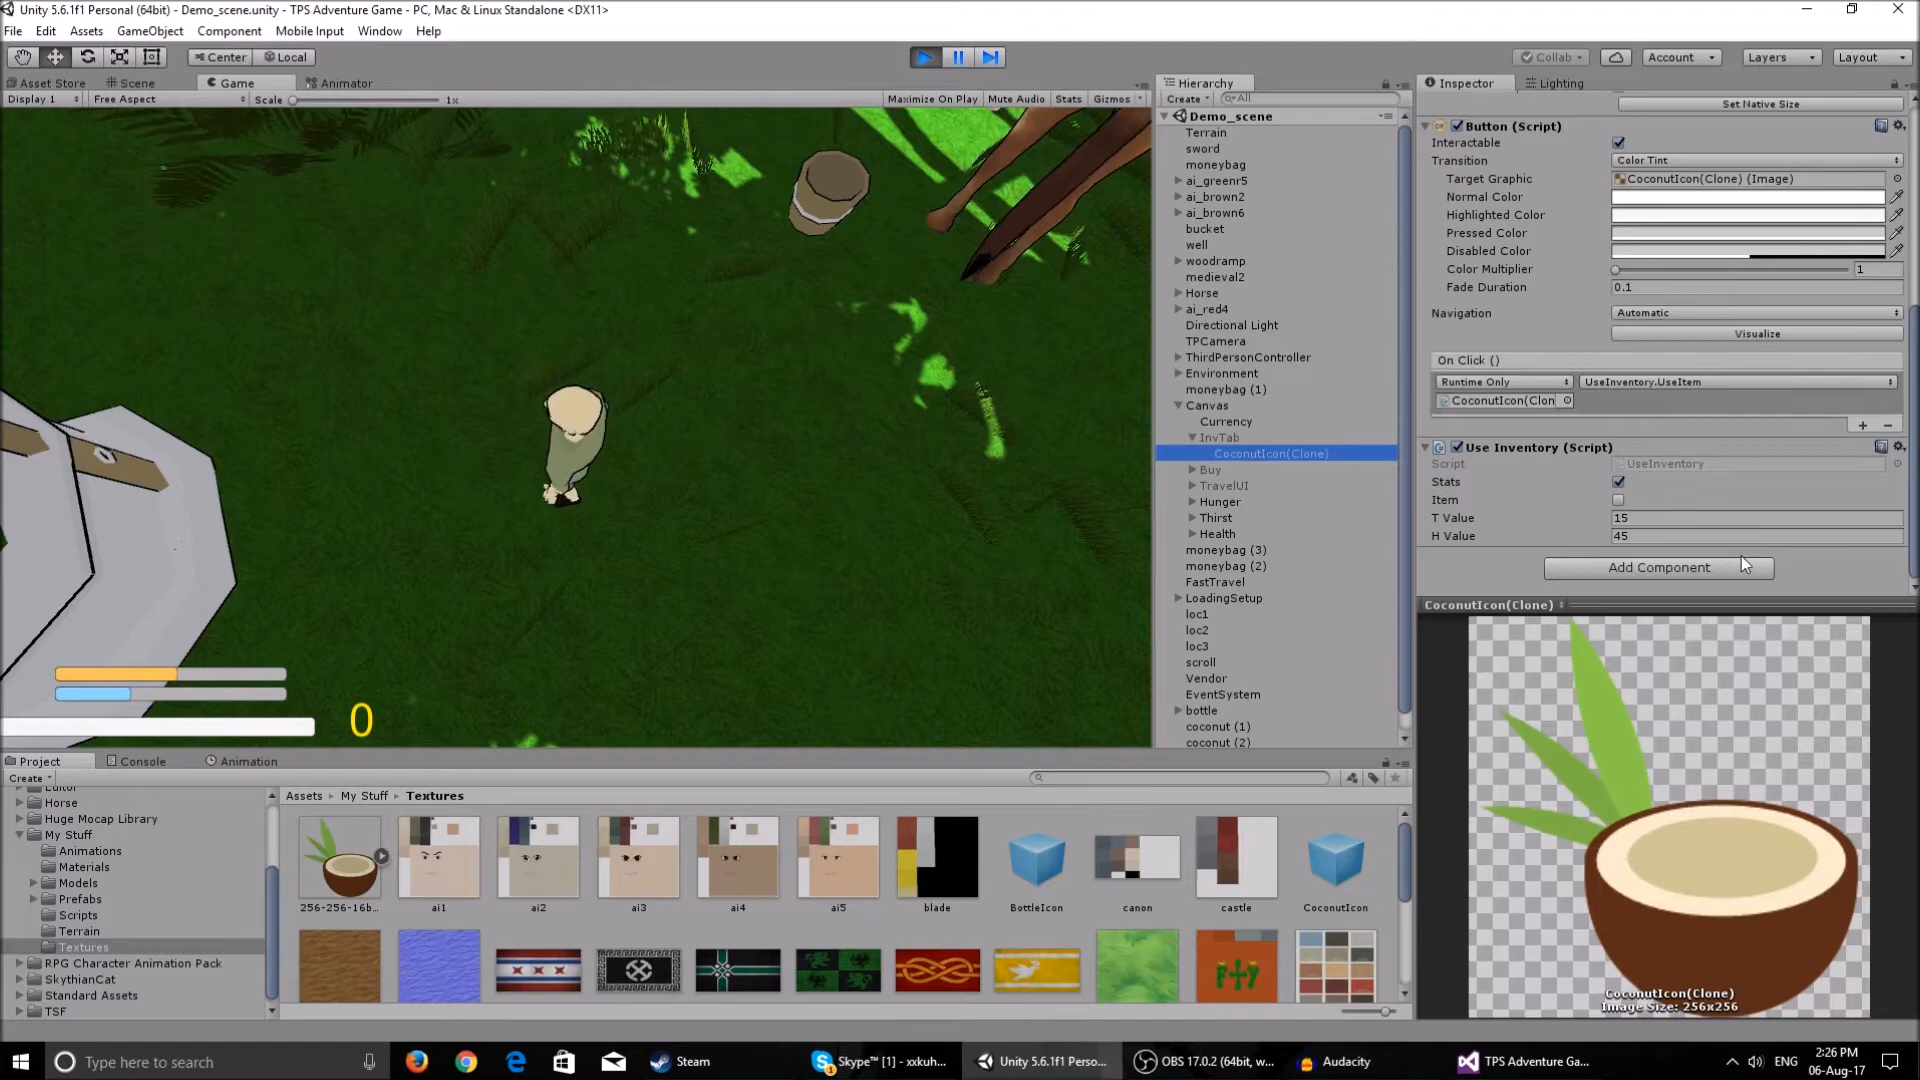 Unity 5.6.1f1 Personal (64bit) - Demo_scene.unity - TPS Adventure Game - PC, Mac & Linux Standalone <DX11>
File Edit Assets GameObject Component Mobile Input Window Help
Center Local
Collab Account Layers Layout
Asset Store Scene Game Animator
Display 1 Free Aspect Scale 1x Maximize On Play Mute Audio Stats Gizmos
0
Hierarchy
Create All
Demo_scene
Terrain
sword
moneybag
ai_greenr5
ai_brown2
ai_brown6
bucket
well
woodramp
medieval2
Horse
ai_red4
Directional Light
TPCamera
ThirdPersonController
Environment
moneybag (1)
Canvas
Currency
InvTab
CoconutIcon(Clone)
Buy
TravelUI
Hunger
Thirst
Health
moneybag (3)
moneybag (2)
FastTravel
LoadingSetup
loc1
loc2
loc3
scroll
Vendor
EventSystem
bottle
coconut (1)
coconut (2)
Inspector Lighting
Set Native Size
Button (Script)
Interactable
Transition Color Tint
Target Graphic CoconutIcon(Clone) (Image)
Normal Color
Highlighted Color
Pressed Color
Disabled Color
Color Multiplier 1
Fade Duration 0.1
Navigation Automatic
Visualize
On Click ()
Runtime Only UseInventory.UseItem
CoconutIcon(Clon
Use Inventory (Script)
Script UseInventory
Stats
Item
T Value 15
H Value 45
Add Component
CoconutIcon(Clone)
CoconutIcon(Clone)
Image Size: 256x256
Project Console Animation
Create
Editor
Horse
Huge Mocap Library
My Stuff
Animations
Materials
Models
Prefabs
Scripts
Terrain
Textures
RPG Character Animation Pack
SkythianCat
Standard Assets
TSF
Assets My Stuff Textures
256-256-16b...
ai1
ai2
ai3
ai4
ai5
blade
BottleIcon
canon
castle
CoconutIcon
F Y
Type here to search
Steam
Skype™ [1] - xxkuh...
Unity 5.6.1f1 Perso...
OBS 17.0.2 (64bit, w...
Audacity
TPS Adventure Ga...
ENG
2:26 PM
06-Aug-17